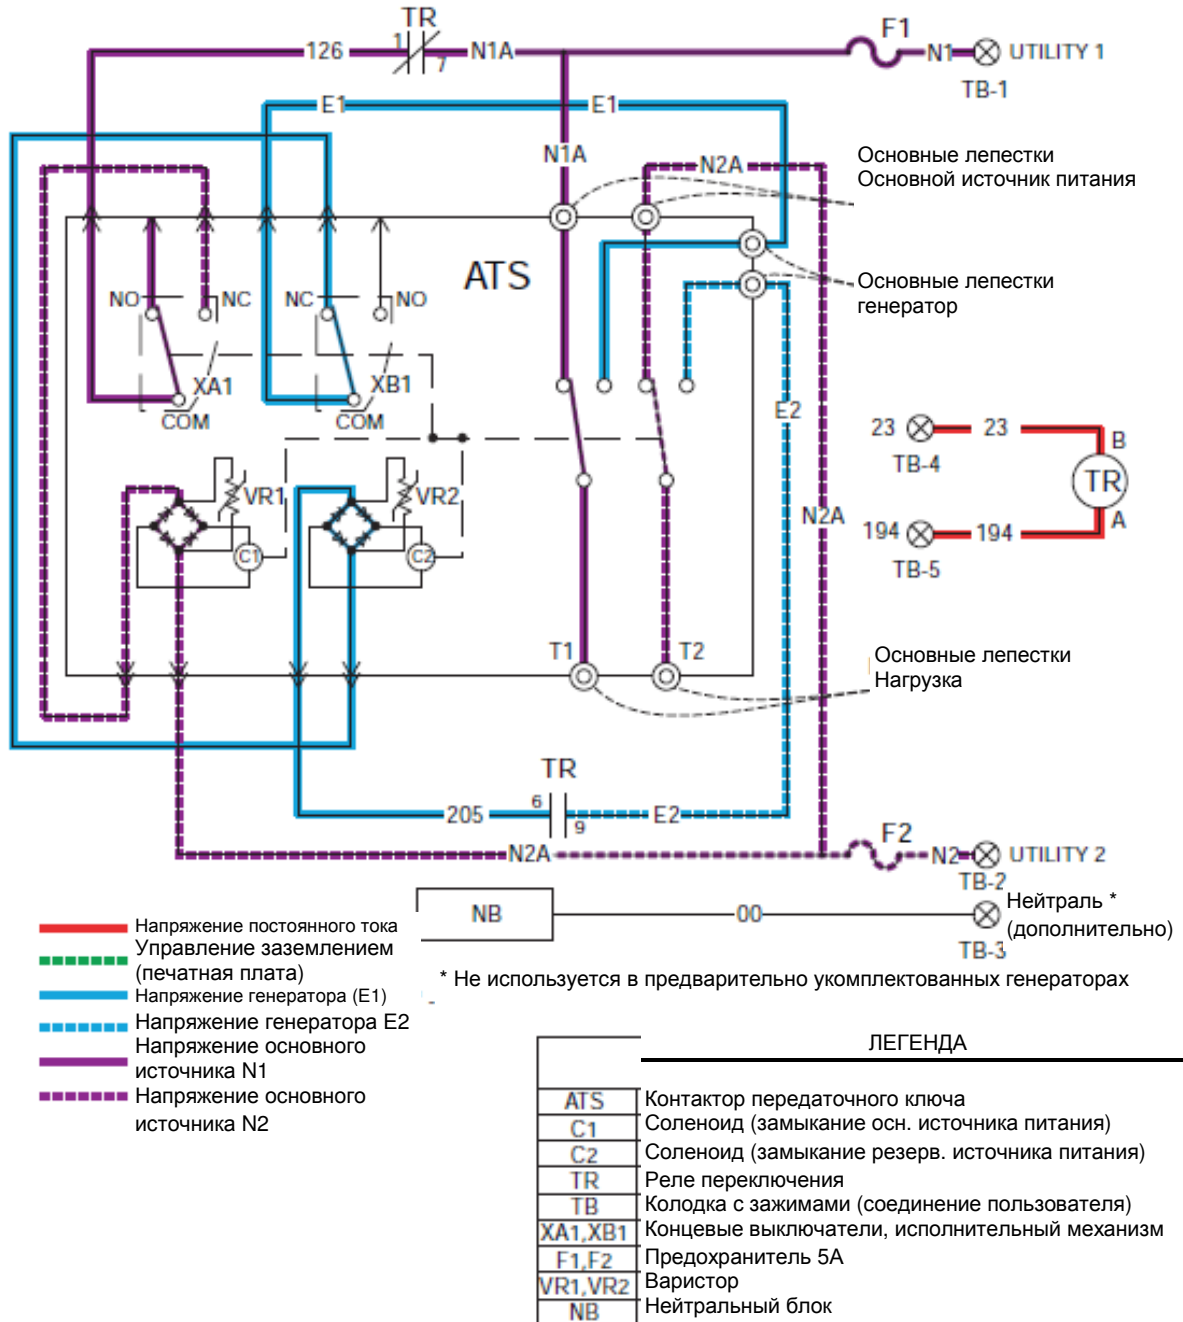 TR
F1
1
126
7
N1A
N1
UTILITY 1
TB-1
E1
E1
N1A
N2A
Основные лепестки
Основной источник питания
ATS
Основные лепестки
генератор
NO
NC
NC
NO
XA1
XB1
COM
COM
E2
23
23
B
TB-4
TR
VR1
VR2
N2A
A
194
194
C1
C2
TB-5
T1
T2
Основные лепестки
Нагрузка
TR
6
205
9
E2
F2
N2A
N2
UTILITY 2
TB-2
NB
00
Нейтраль *
(дополнительно)
TB-3
* Не используется в предварительно укомплектованных генераторах
Напряжение постоянного тока
Управление заземлением
(печатная плата)
Напряжение генератора (E1)
Напряжение генератора E2
Напряжение основного
источника N1
Напряжение основного
источника N2
ЛЕГЕНДА
ATS Контактор передаточного ключа
C1 Соленоид (замыкание осн. источника питания)
C2 Соленоид (замыкание резерв. источника питания)
TR Реле переключения
TB Колодка с зажимами (соединение пользователя)
XA1,XB1 Концевые выключатели, исполнительный механизм
F1,F2 Предохранитель 5А
VR1,VR2 Варистор
NB Нейтральный блок